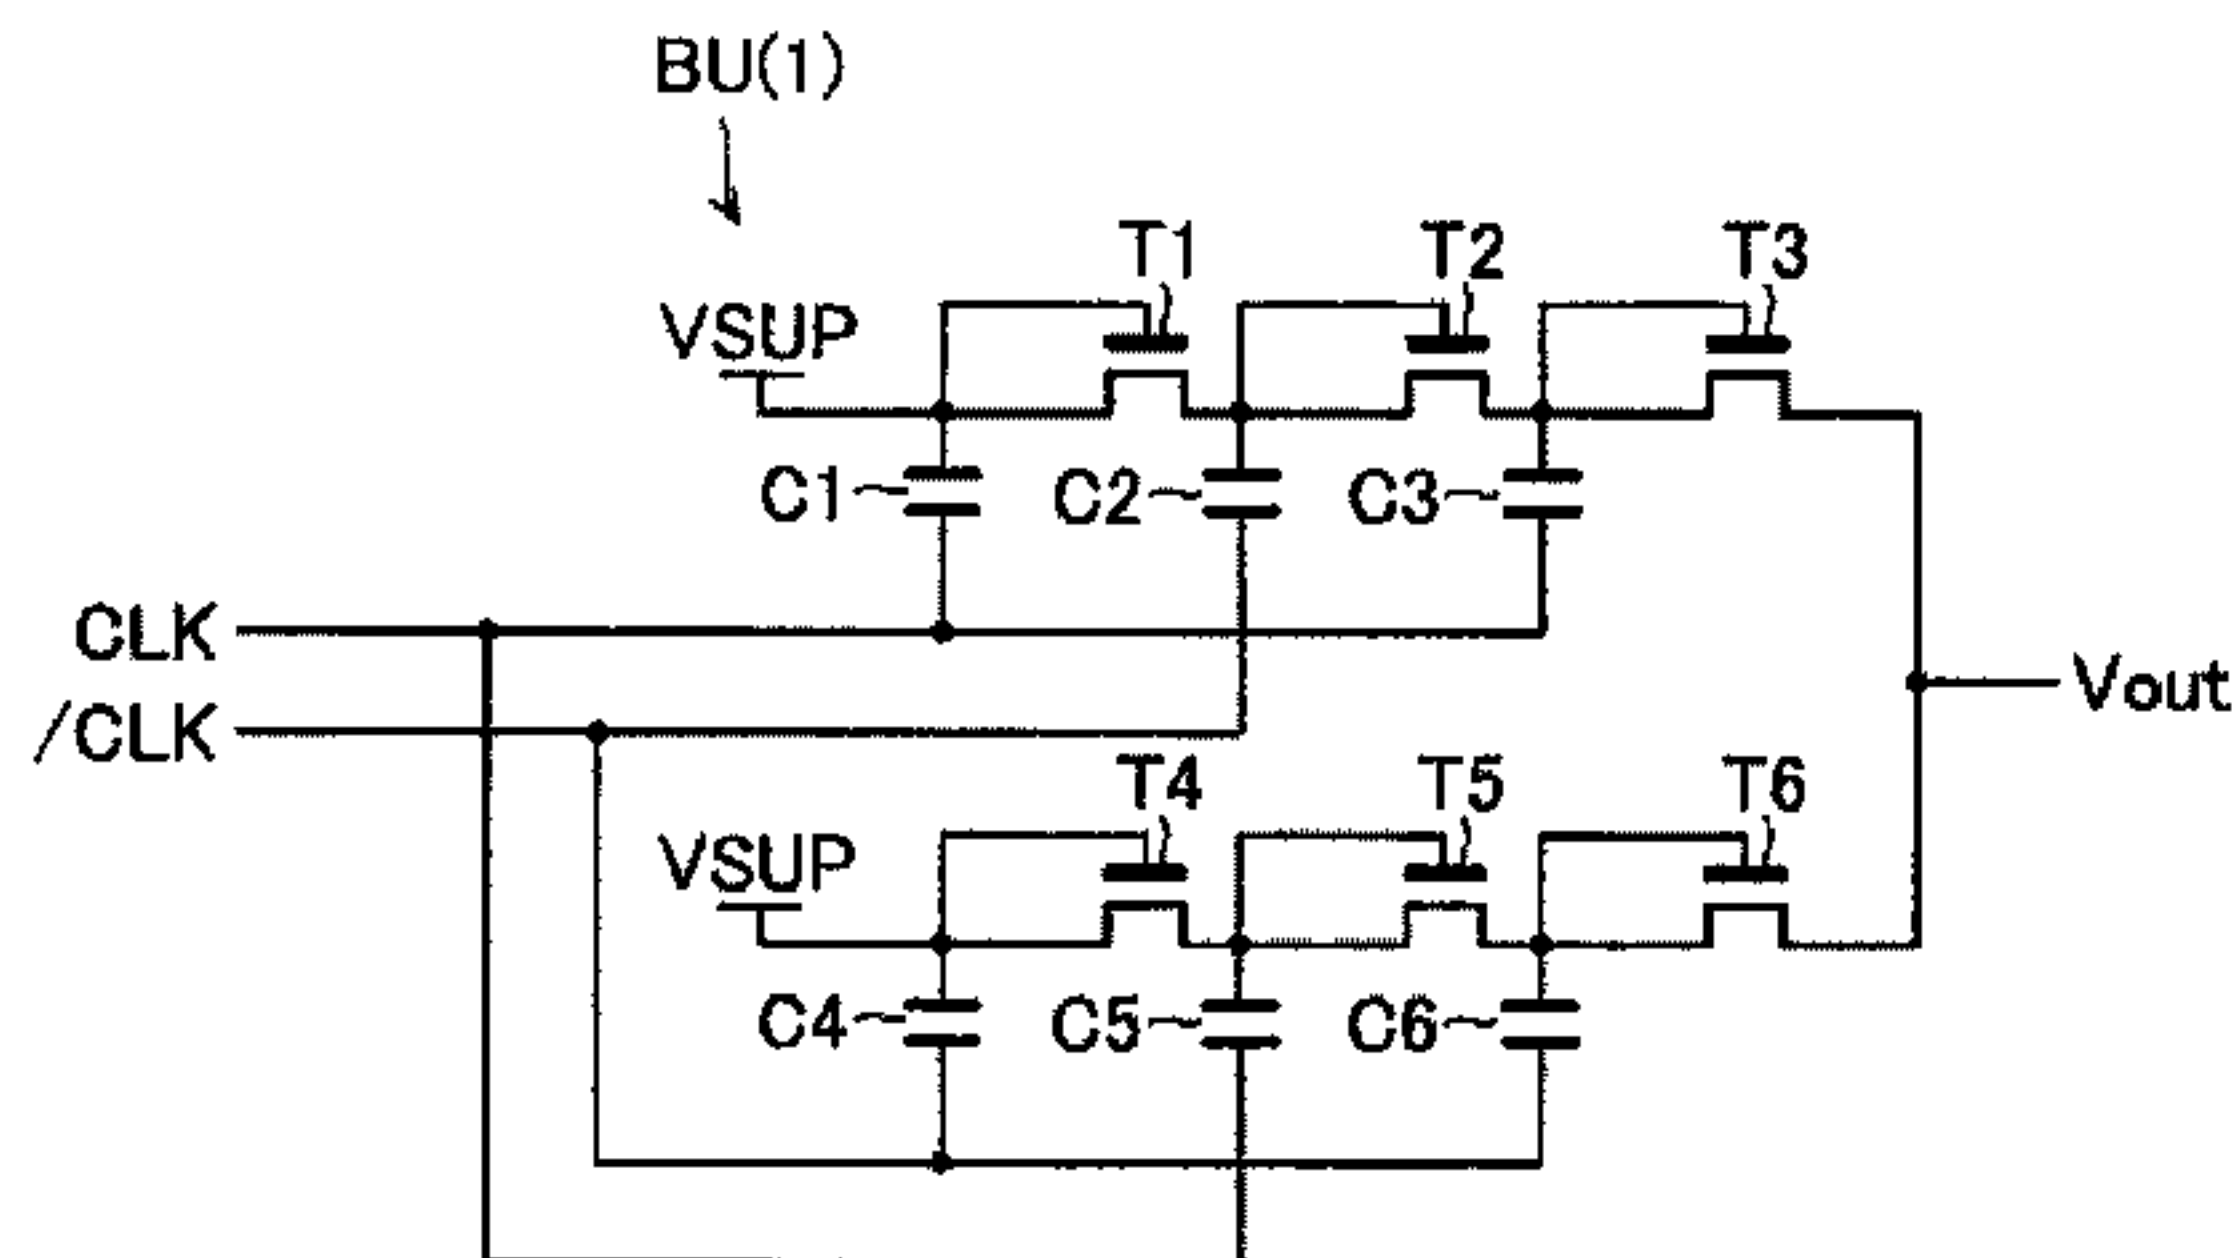 BU(1)
T1 T2 T3
VSUP
C1 C2 C3
CLK
/CLK
Vout
T4 T5 T6
VSUP
C4 C5 C6